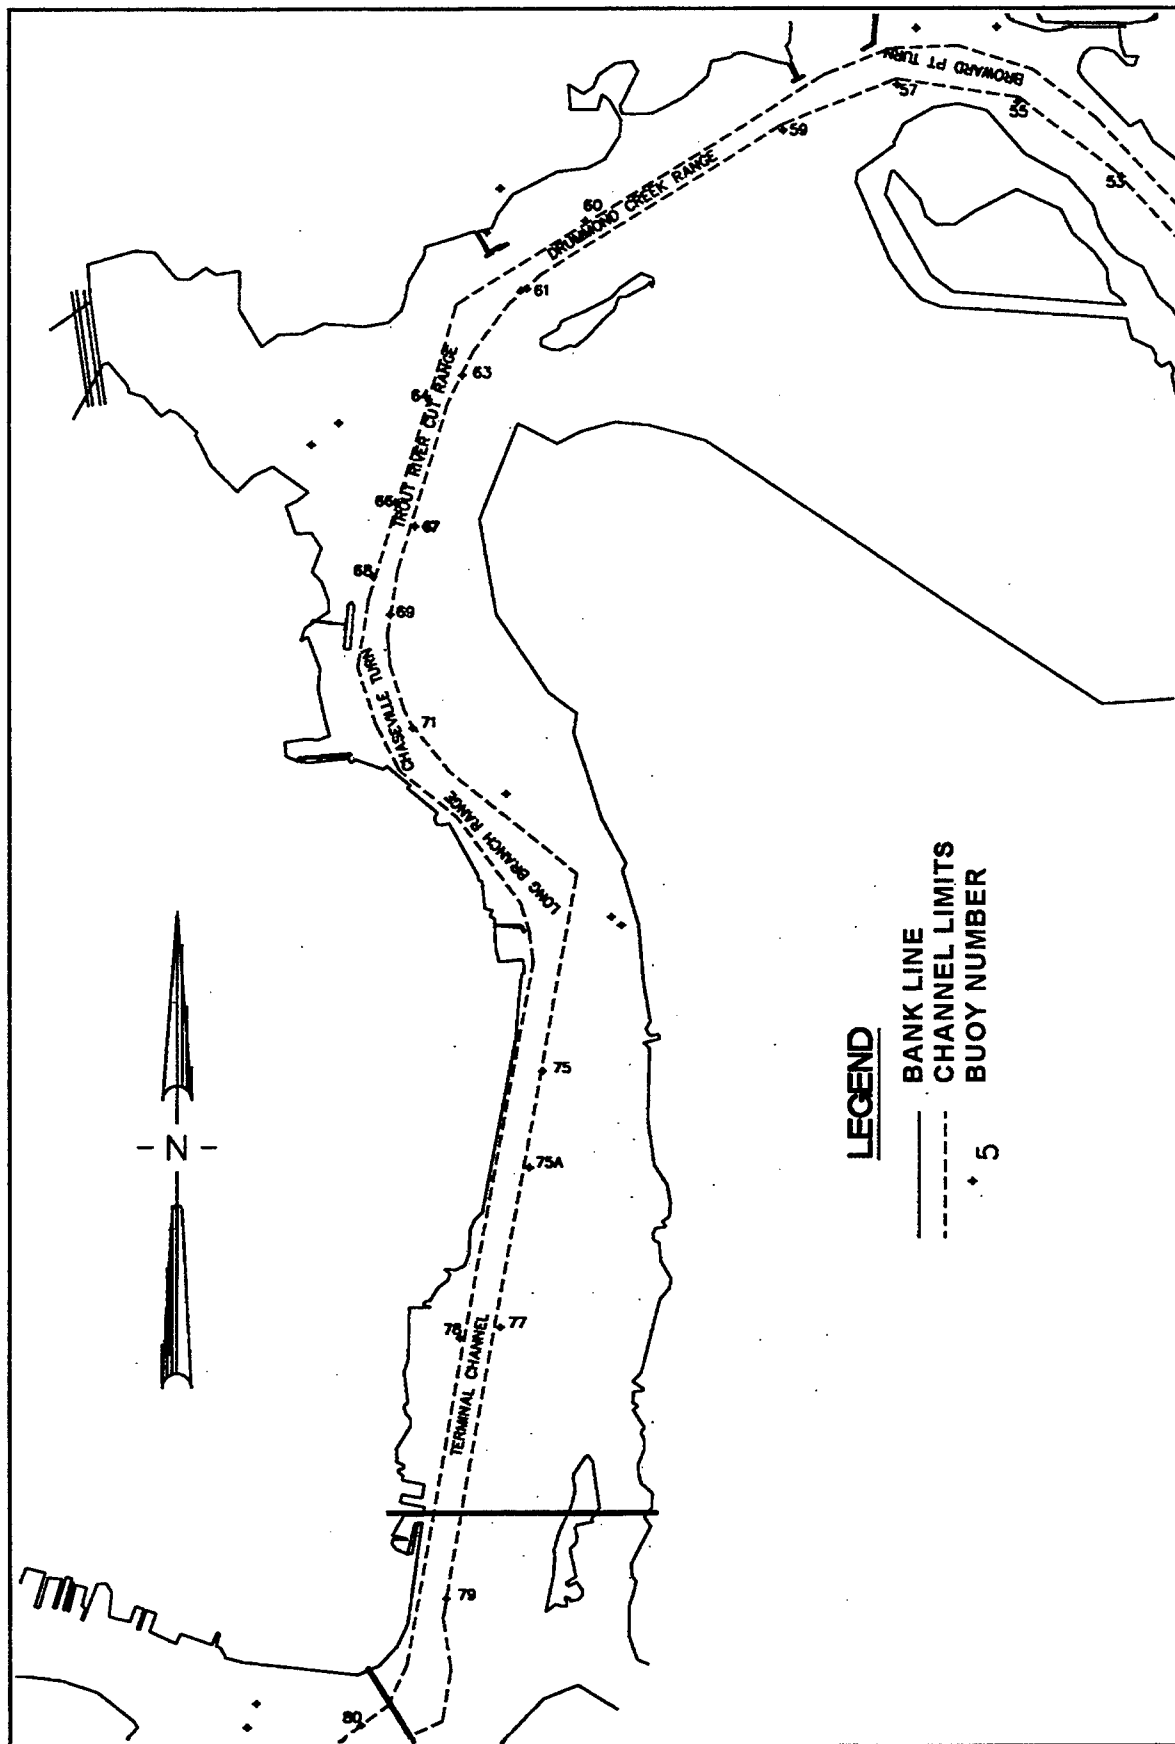 BROWARD PT TURN
57
55
53
59
DRUMMOND CREEK RANGE
60
61
63
TROUT RIVER CUT RANGE
66
67
68
69
CHASEVILLE TURN
71
LONG BRANCH RANGE
75
75A
77
78
TERMINAL CHANNEL
79
80
- N -
LEGEND
BANK LINE
CHANNEL LIMITS
5 BUOY NUMBER